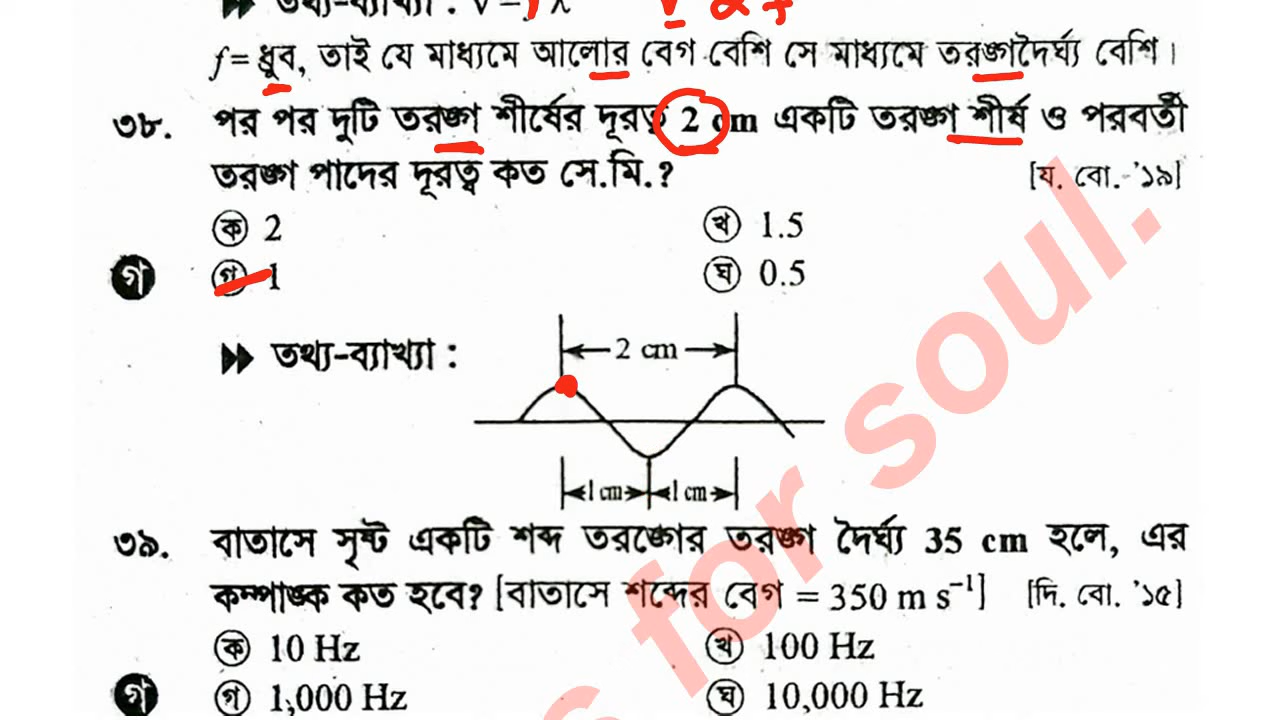 ▶▶ তথ্য-ব্যাখ্যা : v = f λ v α f
f = ধ্রুব, তাই যে মাধ্যমে আলোর বেগ বেশি সে মাধ্যমে তরঙ্গদৈর্ঘ্য বেশি।
৩৮. পর পর দুটি তরঙ্গ শীর্ষের দূরত্ব 2 cm একটি তরঙ্গ শীর্ষ ও পরবর্তী
তরঙ্গ পাদের দূরত্ব কত সে.মি.? [য. বো.-'১৯]
ক 2 খ 1.5
গ গ 1 ঘ 0.5
▶▶ তথ্য-ব্যাখ্যা :
2 cm
1 cm 1 cm
৩৯. বাতাসে সৃষ্ট একটি শব্দ তরঙ্গের তরঙ্গ দৈর্ঘ্য 35 cm হলে, এর
কম্পাঙ্ক কত হবে? [বাতাসে শব্দের বেগ = 350 m s⁻¹] [দি. বো. '১৫]
ক 10 Hz খ 100 Hz
গ গ 1,000 Hz ঘ 10,000 Hz
for soul.